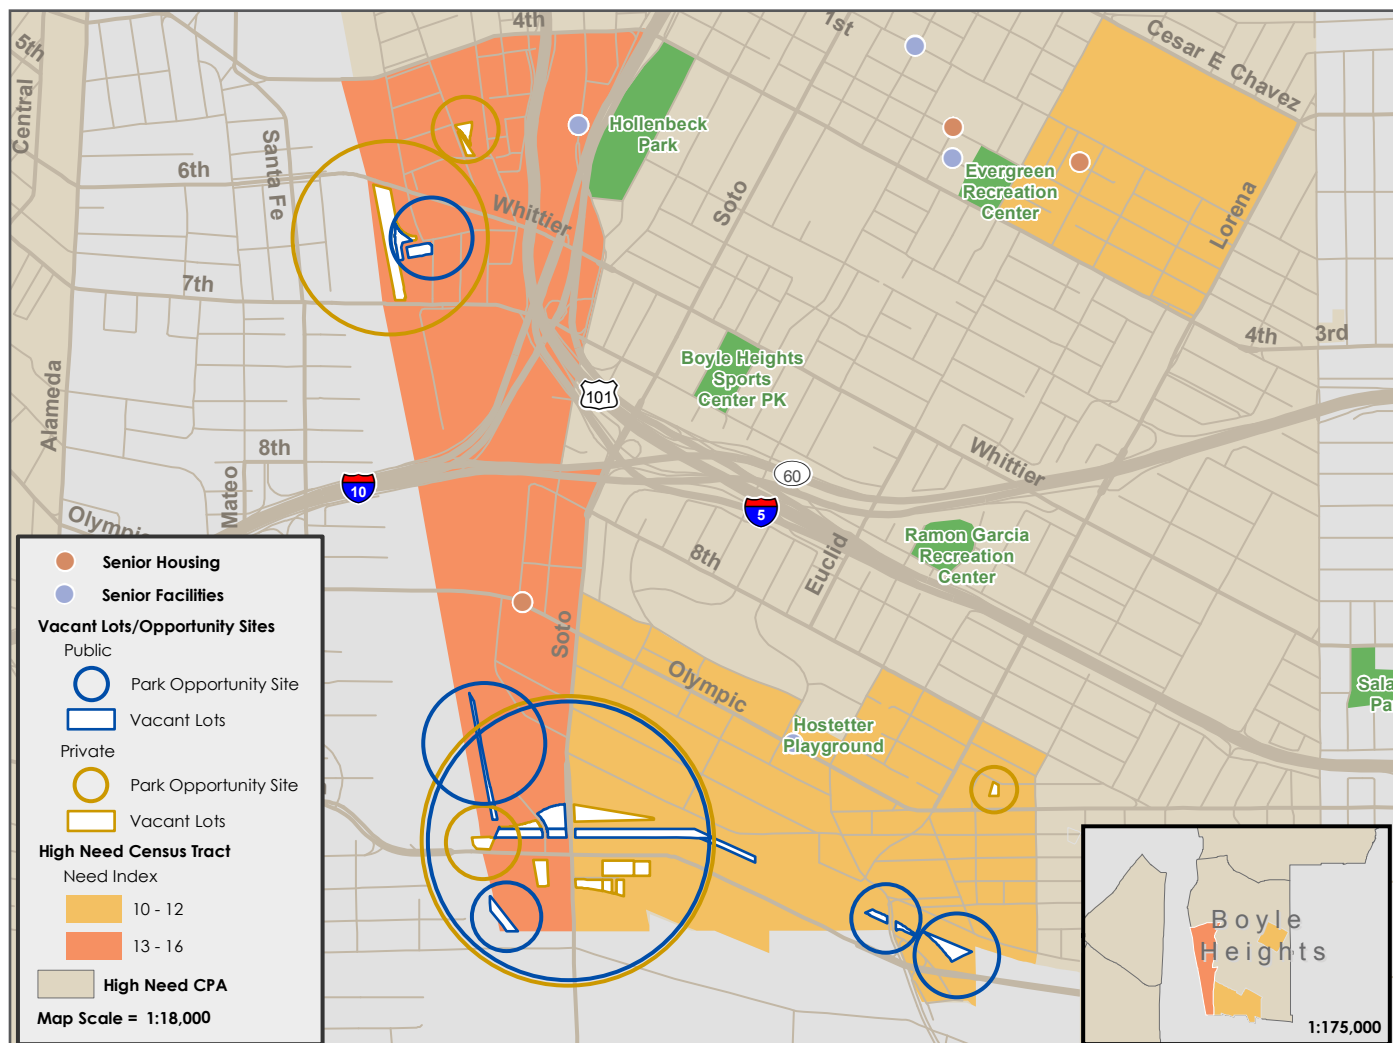 4th
1st
Cesar E Chavez
5th
Central
Hollenbeck
Park
Santa Fe
6th
Evergreen
Recreation
Center
Whittier
Soto
Lorena
7th
4th
3rd
Boyle Heights
Sports
Center PK
101
Alameda
8th
Whittier
60
10
Mateo
5
Olympic
Ramon Garcia
Recreation
Center
8th
Euclid
Soto
Olympic
Hostetter
Playground
Sala
Pa
Senior Housing
Senior Facilities
Vacant Lots/Opportunity Sites
Public
Park Opportunity Site
Vacant Lots
Private
Park Opportunity Site
Vacant Lots
High Need Census Tract
Need Index
10 - 12
13 - 16
High Need CPA
Map Scale = 1:18,000
Boyle
Heights
1:175,000